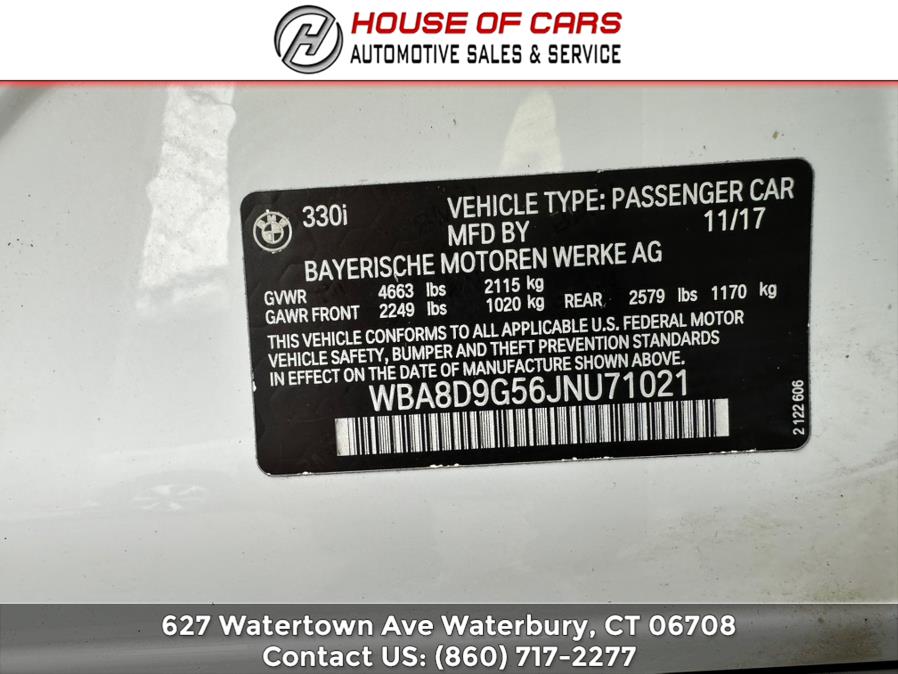 HOUSE OF CARS
AUTOMOTIVE SALES & SERVICE
330i VEHICLE TYPE: PASSENGER CAR
MFD BY 11/17
BAYERISCHE MOTOREN WERKE AG
GVWR 4663 lbs 2115 kg
GAWR FRONT 2249 lbs 1020 kg REAR 2579 lbs 1170 kg
THIS VEHICLE CONFORMS TO ALL APPLICABLE U.S. FEDERAL MOTOR
VEHICLE SAFETY, BUMPER AND THEFT PREVENTION STANDARDS
IN EFFECT ON THE DATE OF MANUFACTURE SHOWN ABOVE.
WBA8D9G56JNU71021
2 122 606
627 Watertown Ave Waterbury, CT 06708
Contact US: (860) 717-2277